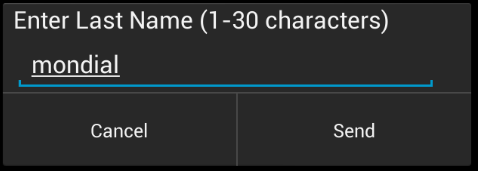 Enter Last Name (1-30 characters)
mondial
Cancel Send